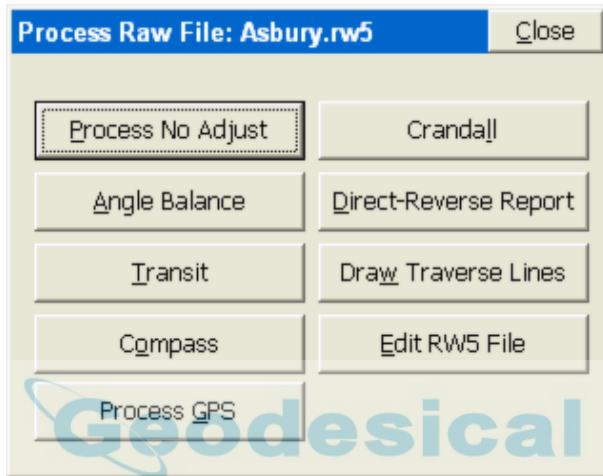 Process Raw File: Asbury.rw5 Close
Process No Adjust Crandall
Angle Balance Direct-Reverse Report
Transit Draw Traverse Lines
Compass Edit RW5 File
Process GPS
Geodesical